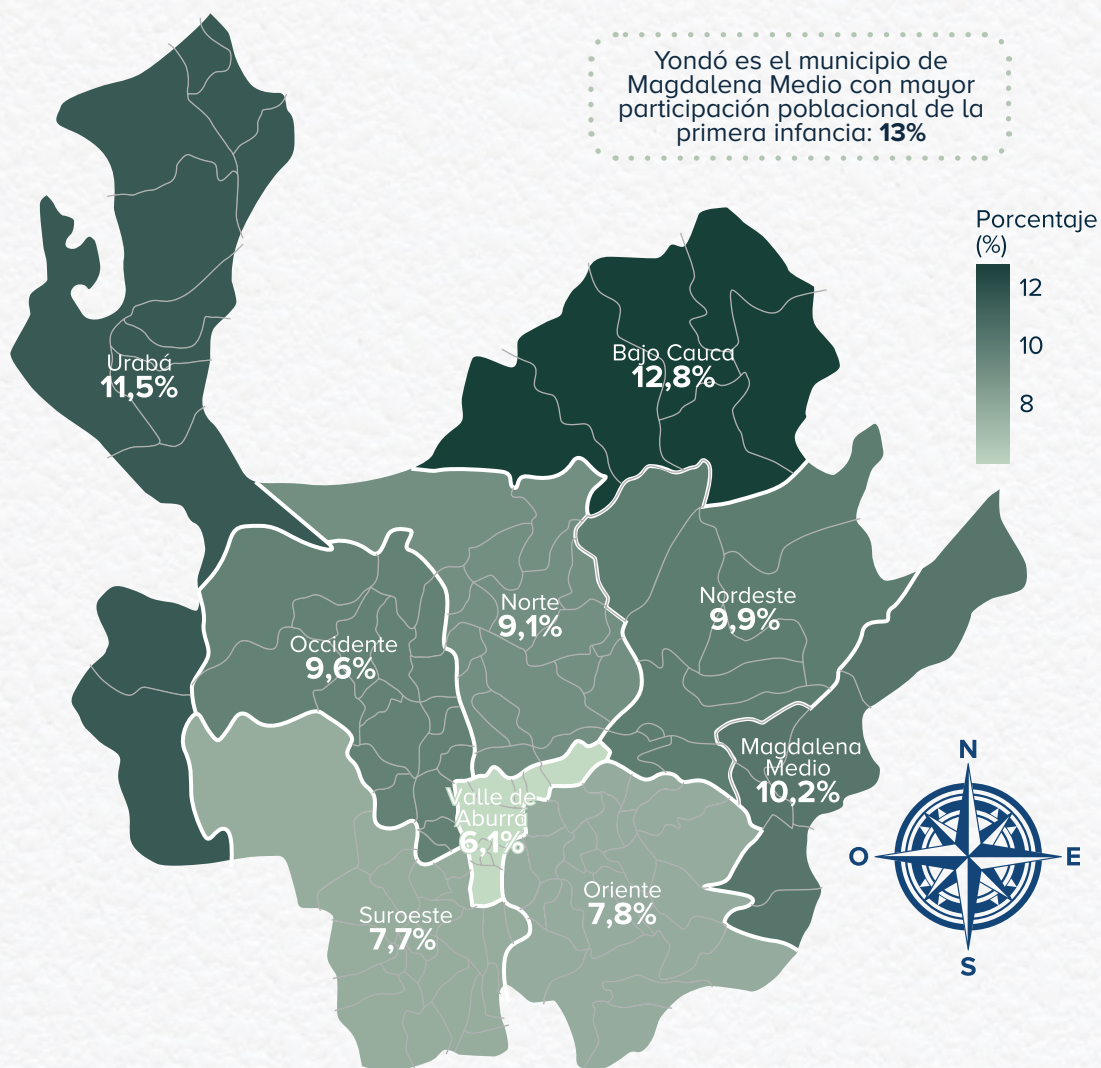 Yondó es el municipio de
Magdalena Medio con mayor
participación poblacional de la
primera infancia: 13%
Porcentaje
(%)
12
10
8
Urabá
11,5%
Bajo Cauca
12,8%
Norte
9,1%
Nordeste
9,9%
Occidente
9,6%
Magdalena
Medio
10,2%
Valle de
Aburrá
6,1%
Oriente
7,8%
Suroeste
7,7%
N
O
E
S